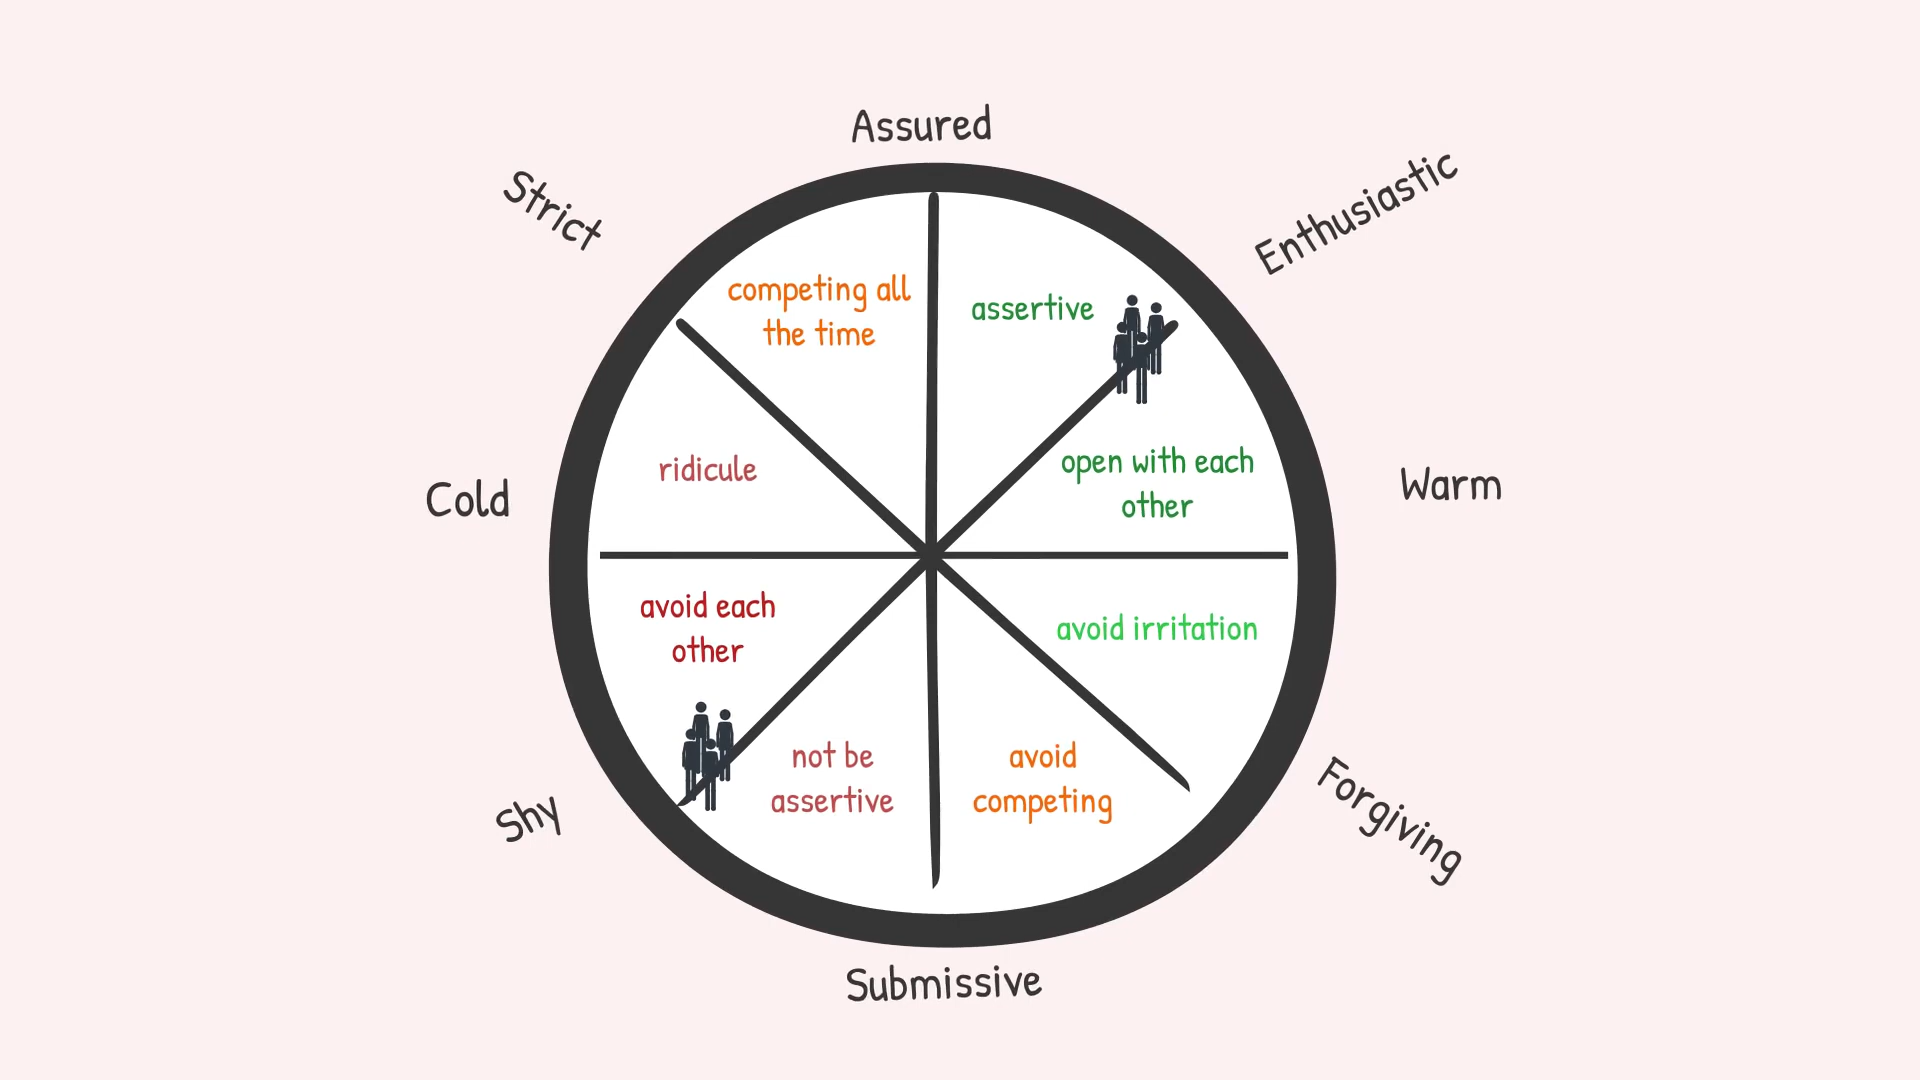 Assured
Strict
Enthusiastic
competing all
the time
assertive
ridicule
open with each
other
Cold
Warm
avoid each
other
avoid irritation
not be
assertive
avoid
competing
Shy
Forgiving
Submissive